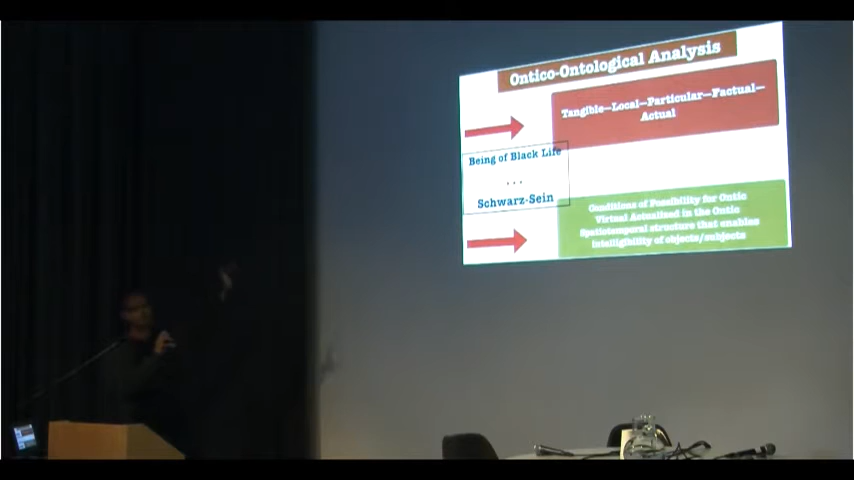 Ontico-Ontological Analysis
Tangible—Local—Particular—Factual—
Actual
Being of Black Life
...
Schwarz-Sein
Conditions of Possibility for Ontic
Virtual Actualized in the Ontic
Spatiotemporal structure that enables
intelligibility of objects/subjects